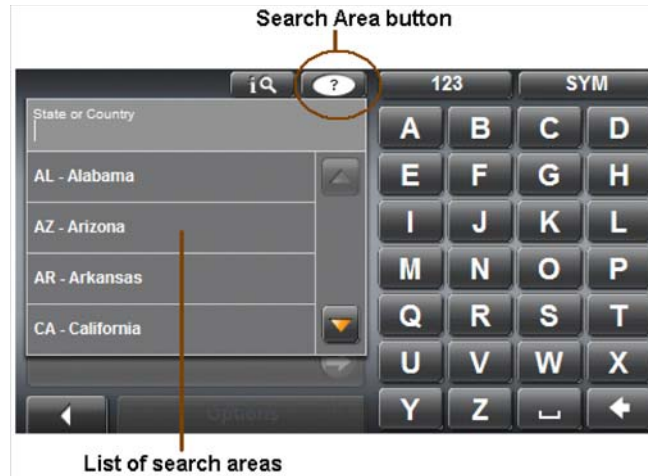 Search Area button
? 123 SYM
State or Country
A B C D
AL - Alabama
E F G H
AZ - Arizona
I J K L
AR - Arkansas
M N O P
CA - California
Q R S T
U V W X
Options
Y Z
List of search areas